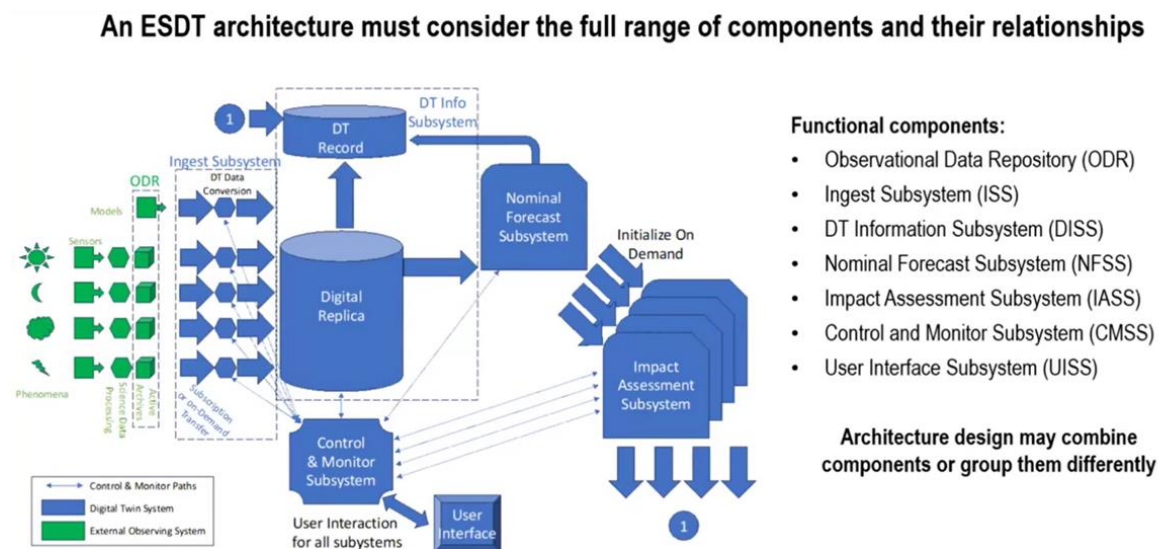 An ESDT architecture must consider the full range of components and their relationships
1
DT
Record
DT Info
Subsystem
Ingest Subsystem
DT Data
Conversion
ODR
Models
Sensors
Phenomena
Science Data
Processing
Active
Archives
Subscription
or on-Demand
Transfer
Digital
Replica
Nominal
Forecast
Subsystem
Initialize On
Demand
Impact
Assessment
Subsystem
1
Control
& Monitor
Subsystem
User Interaction
for all subystems
User
Interface
Control & Monitor Paths
Digital Twin System
External Observing System
Functional components:
• Observational Data Repository (ODR)
• Ingest Subsystem (ISS)
• DT Information Subsystem (DISS)
• Nominal Forecast Subsystem (NFSS)
• Impact Assessment Subsystem (IASS)
• Control and Monitor Subsystem (CMSS)
• User Interface Subsystem (UISS)
Architecture design may combine
components or group them differently